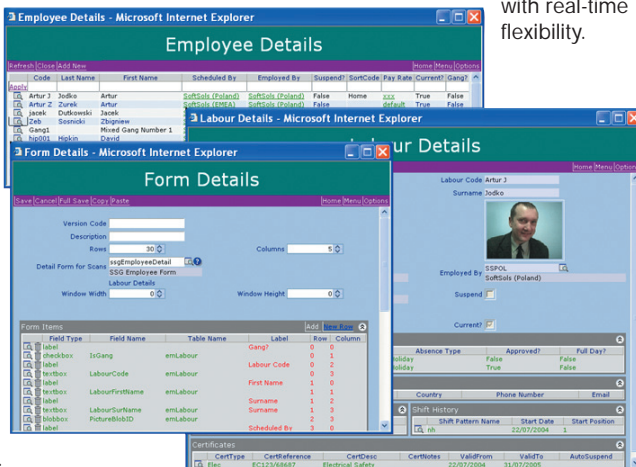 with real-time
flexibility.
Employee Details - Microsoft Internet Explorer
Employee Details
Refresh|Close|Add New
Home|Menu|Options
Code Last Name First Name Scheduled By Employed By Suspend? SortCode Pay Rate Current? Gang?
Apply
Artur J Jodko Artur SoftSols (Poland) SoftSols (Poland) False Home xxx True False
Artur Z Zurek Artur SoftSols (EMEA) SoftSols (Poland) False default True False
jacek Dutkowski Jacek
Zeb Sosnicki Zbigniew
Gang1 Mixed Gang Number 1
hip001 Hipkin David
Labour Details - Microsoft Internet Explorer
ur Details
Home|Menu|Option
Labour Code Artur J
Surname Jodko
Employed By SSPOL
SoftSols (Poland)
Suspend
Current?
Absence Type Approved? Full Day?
oliday False False
oliday True False
Country Phone Number Email
Shift History
Shift Pattern Name Start Date Start Position
nh 22/07/2004 1
Certificates
CertType CertReference CertDesc CertNotes ValidFrom ValidTo AutoSuspend
Elec EC123/68687 Electrical Safety 22/07/2004 31/07/2005
Form Details - Microsoft Internet Explorer
Form Details
Save|Cancel|Full Save|Copy|Paste
Home|Menu|Options
Version Code
Description
Rows 30 Columns 5
Detail Form for Scans ssgEmployeeDetail
SSG Employee Form
Labour Details
Window Width 0 Window Height 0
Form Items
Add New Row
Field Type Field Name Table Name Label Row Column
label Gang? 0 0
checkbox IsGang emLabour 0 1
label Labour Code 0 2
textbox LabourCode emLabour 0 3
label First Name 1 0
textbox LabourFirstName emLabour 1 1
label Surname 1 2
textbox LabourSurName emLabour Surname 1 3
blobbox PictureBlobID emLabour 2 3
label Scheduled By 3 0